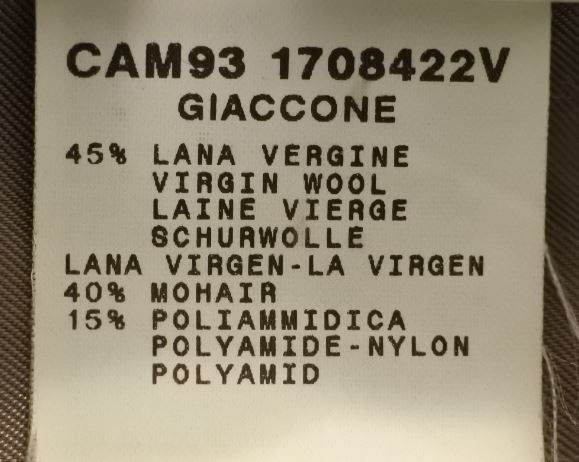 CAM93 1708422V
GIACCONE
45% LANA VERGINE
VIRGIN WOOL
LAINE VIERGE
SCHURWOLLE
LANA VIRGEN-LA VIRGEN
40% MOHAIR
15% POLIAMMIDICA
POLYAMIDE-NYLON
POLYAMID